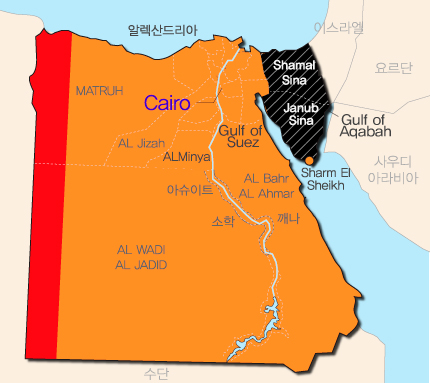 알렉산드리아
이스라엘
Shamal
Sina
요르단
MATRUH
Cairo
Janub
Sina
Gulf of
Aqabah
Gulf of
Suez
AL Jizah
ALMinya
사우디
아라비아
Sharm El
Sheikh
아슈이트
AL Bahr
AL Ahmar
소학
깨나
AL WADI
AL JADID
수단